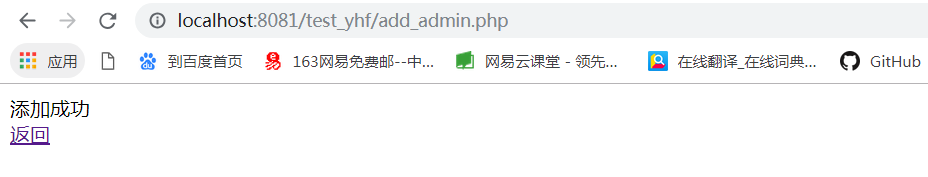 localhost:8081/test_yhf/add_admin.php
应用 到百度首页 163网易免费邮--中... 网易云课堂 - 领先... 在线翻译_在线词典... GitHub
添加成功
返回